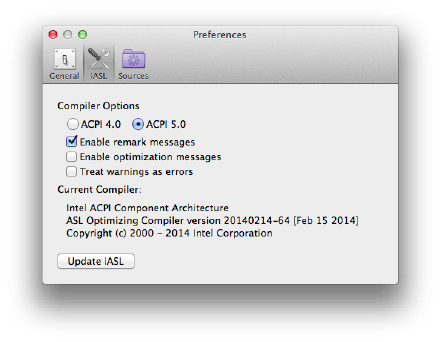 Preferences
General IASL Sources
Compiler Options
ACPI 4.0 ACPI 5.0
Enable remark messages
Enable optimization messages
Treat warnings as errors
Current Compiler:
Intel ACPI Component Architecture
ASL Optimizing Compiler version 20140214-64 [Feb 15 2014]
Copyright (c) 2000 - 2014 Intel Corporation
Update iASL